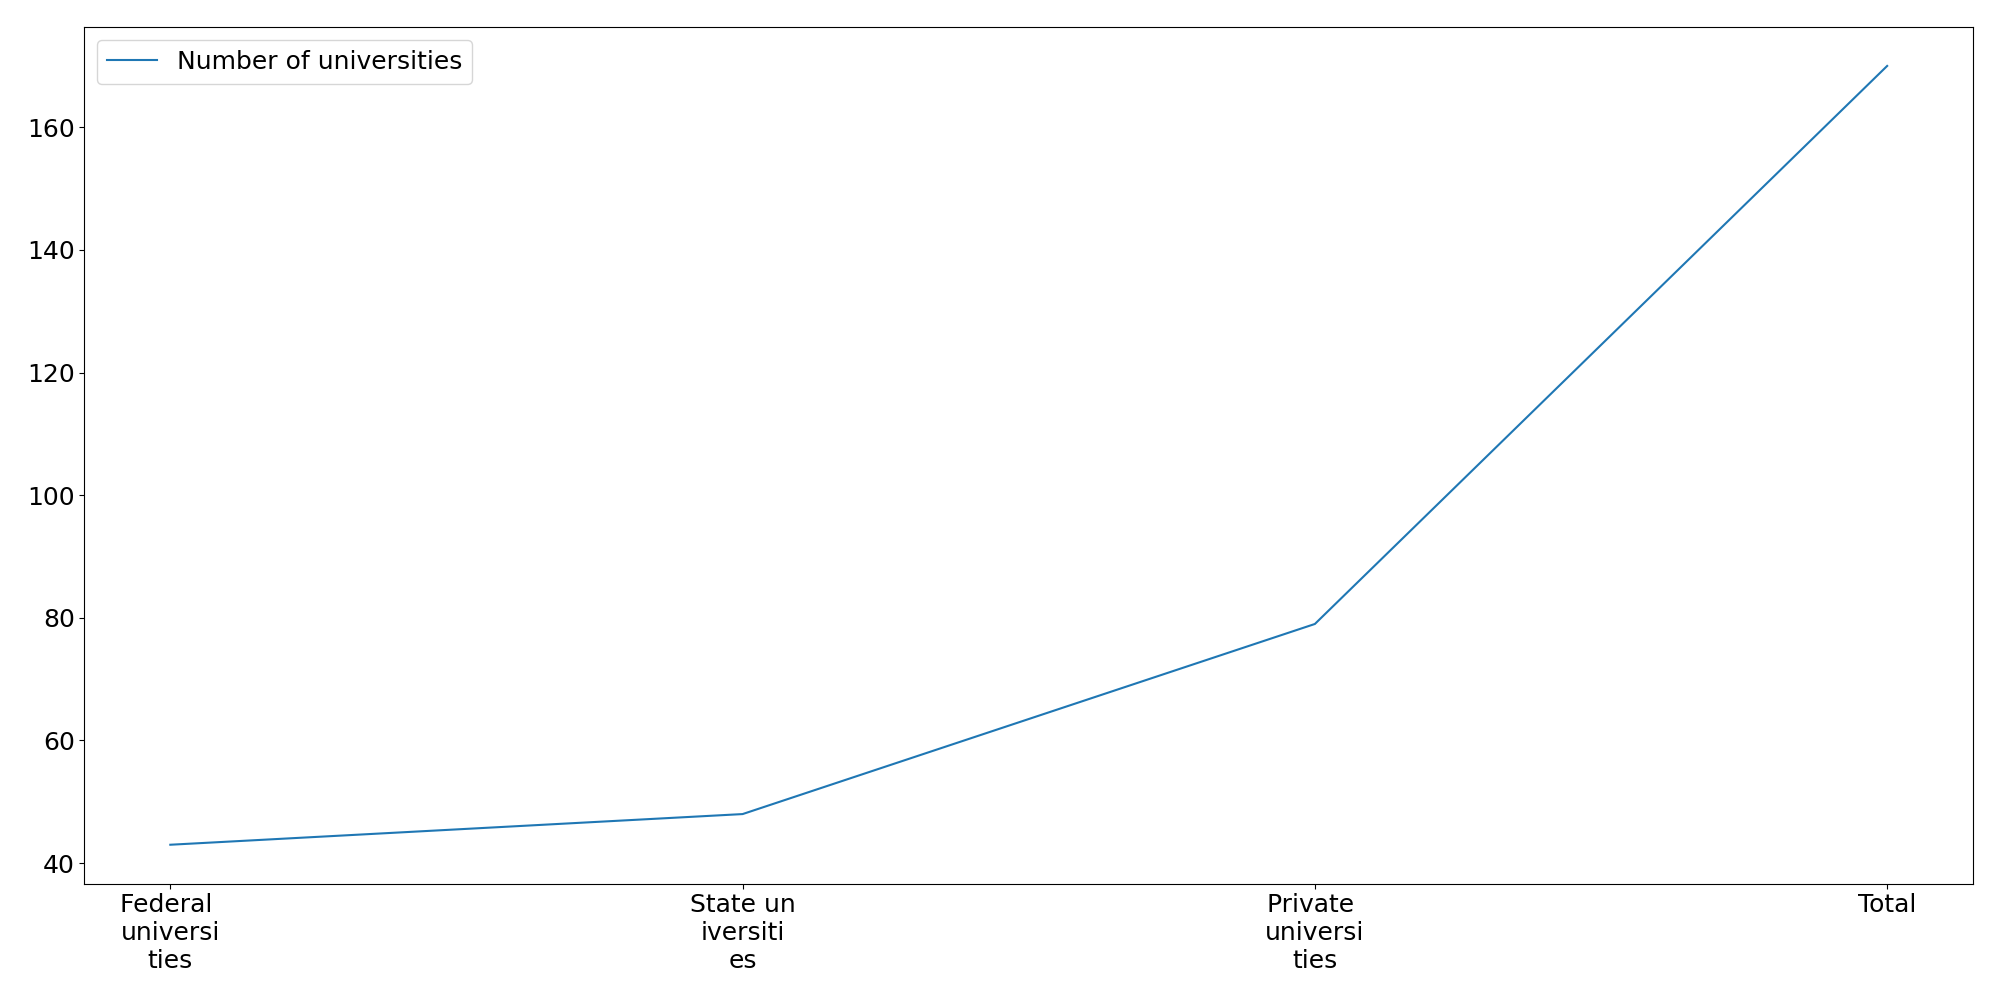 Number of universities
160
140
120
100
80
60
40
Federal
universi
ties
State un
iversiti
es
Private
universi
ties
Total